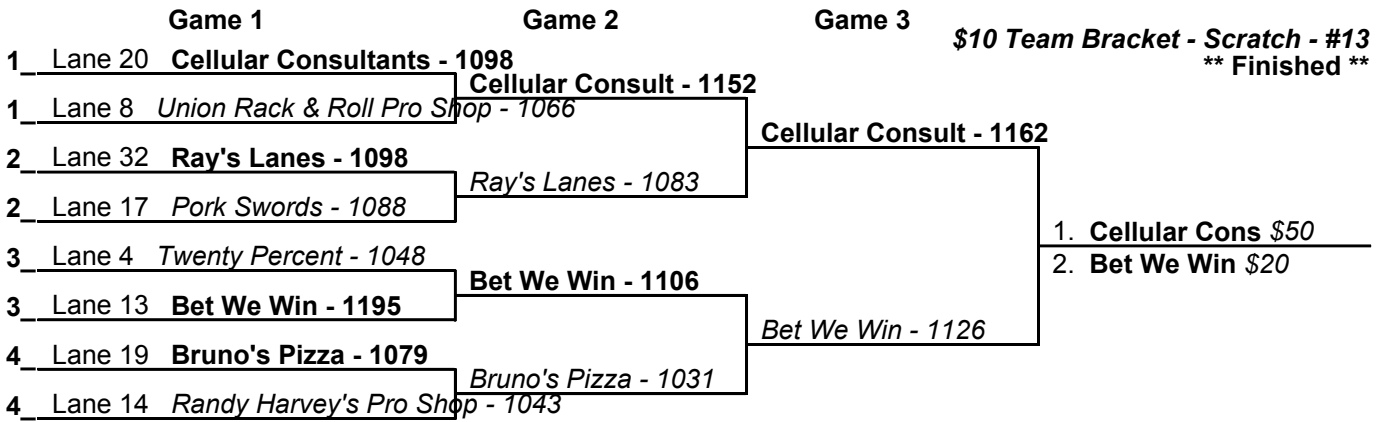 Game 1 Game 2 Game 3
$10 Team Bracket - Scratch - #13
** Finished **
1_ Lane 20 Cellular Consultants - 1098
Cellular Consult - 1152
1_ Lane 8 Union Rack & Roll Pro Shop - 1066
Cellular Consult - 1162
2_ Lane 32 Ray's Lanes - 1098
Ray's Lanes - 1083
2_ Lane 17 Pork Swords - 1088
1. Cellular Cons $50
3_ Lane 4 Twenty Percent - 1048
2. Bet We Win $20
Bet We Win - 1106
3_ Lane 13 Bet We Win - 1195
Bet We Win - 1126
4_ Lane 19 Bruno's Pizza - 1079
Bruno's Pizza - 1031
4_ Lane 14 Randy Harvey's Pro Shop - 1043